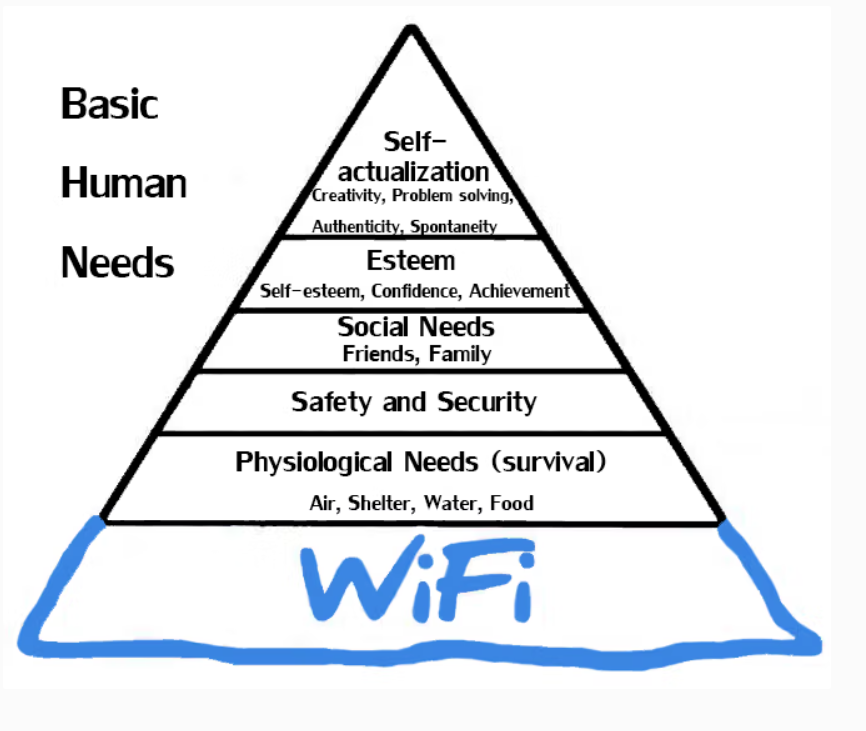 Basic
Human
Needs
Self-
actualization
Creativity, Problem solving,
Authenticity, Spontaneity
Esteem
Self-esteem, Confidence, Achievement
Social Needs
Friends, Family
Safety and Security
Physiological Needs (survival)
Air, Shelter, Water, Food
WiFi